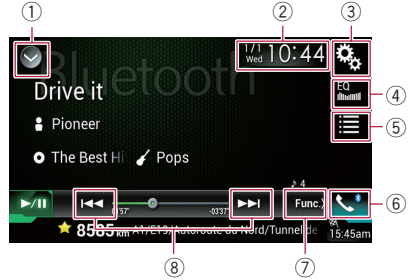 ① ② ③
Bluetooth
1/1 Wed 10:44
EQ
④
Drive it
⑤
Pioneer
The Best Hi Pops
♪ 4
01'57" -03'37" Func.
⑥
8585 km A1/E19/Autoroute du Nord/Tunnel de 15:45am
⑧ ⑦